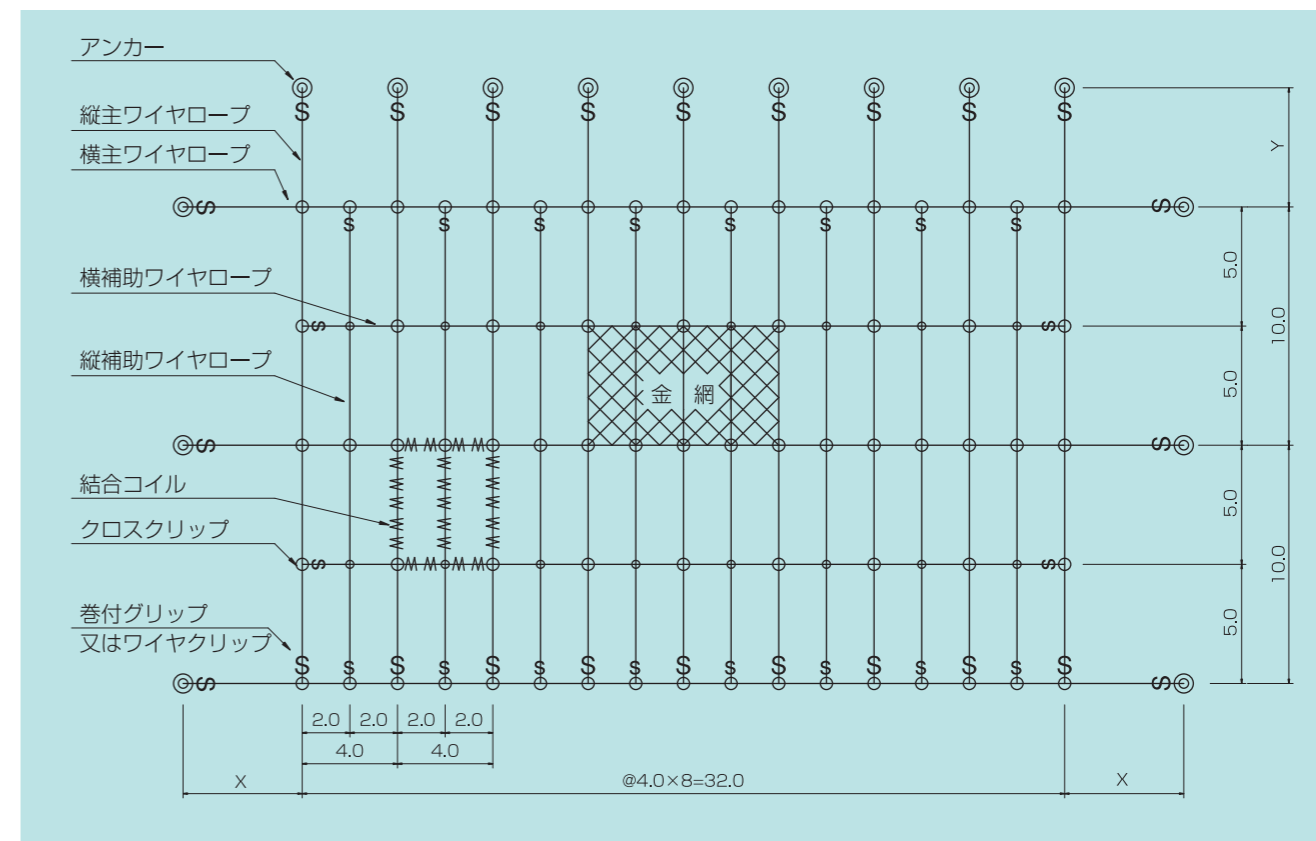 アンカー
縦主ワイヤロープ
横主ワイヤロープ
横補助ワイヤロープ
縦補助ワイヤロープ
結合コイル
クロスクリップ
巻付グリップ
又はワイヤクリップ
S S S S S S S S S
Y
S S
s s s s s s s s
5.0
10.0
s s
金 網
5.0
S S
5.0
10.0
s s
5.0
S s S s S s S s S s S s S s S s S
S S
2.0 2.0 2.0 2.0
4.0 4.0
X @4.0×8=32.0 X